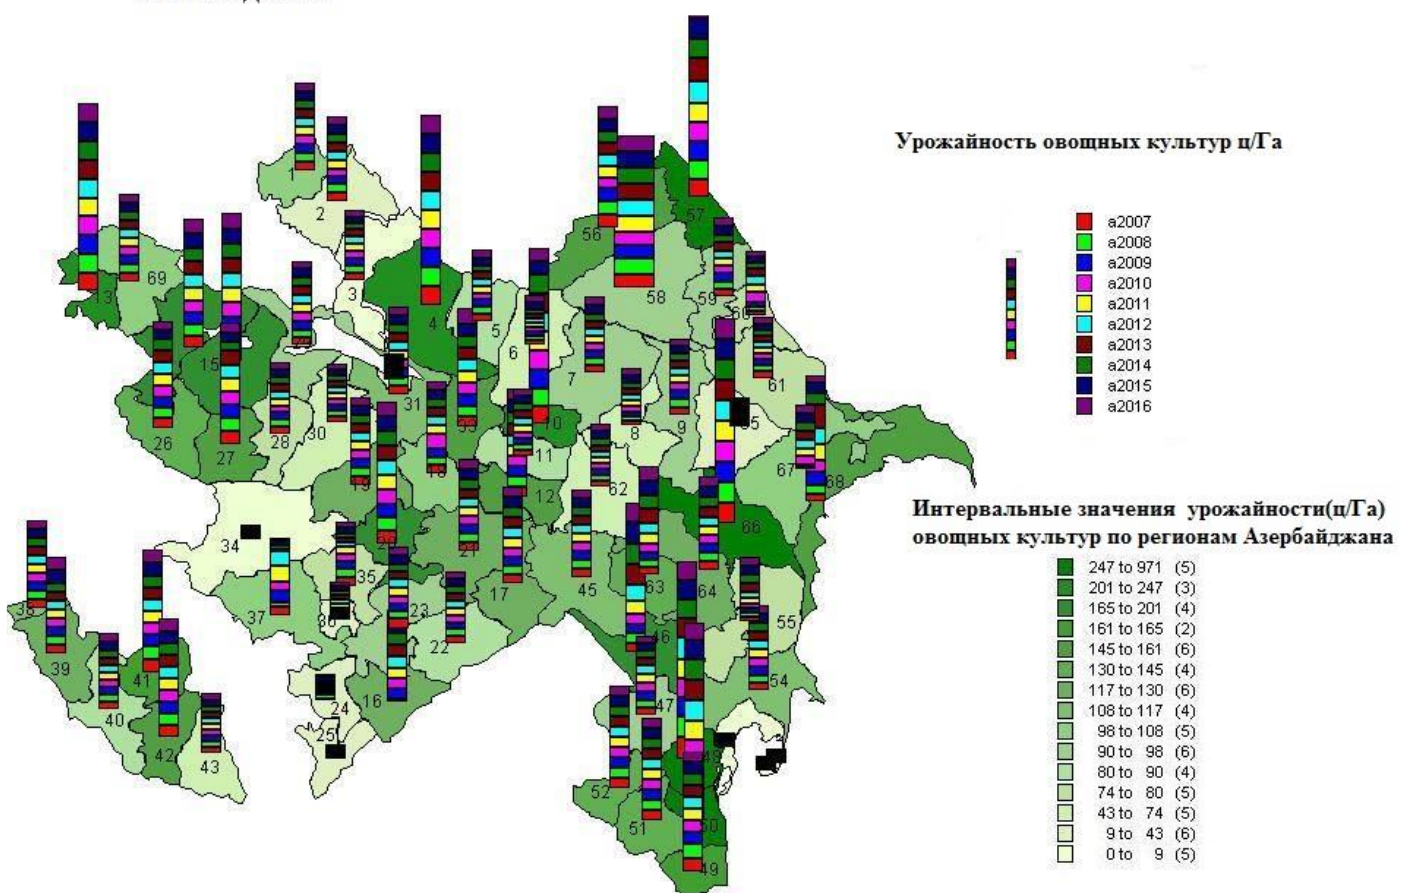 Урожайность овощных культур ц/Га
a2007
a2008
a2009
a2010
a2011
a2012
a2013
a2014
a2015
a2016
Интервальные значения урожайности(ц/Га)
овощных культур по регионам Азербайджана
247 to 971 (5)
201 to 247 (3)
165 to 201 (4)
161 to 165 (2)
145 to 161 (6)
130 to 145 (4)
117 to 130 (6)
108 to 117 (4)
98 to 108 (5)
90 to 98 (6)
80 to 90 (4)
74 to 80 (5)
43 to 74 (5)
9 to 43 (6)
0 to 9 (5)
1
2
3
4
5
6
7
8
9
10
11
12
15
16
17
22
23
24
25
26
27
28
30
31
34
35
37
39
40
41
42
43
45
46
47
49
50
51
52
54
55
56
57
58
59
61
62
63
64
66
67
68
69